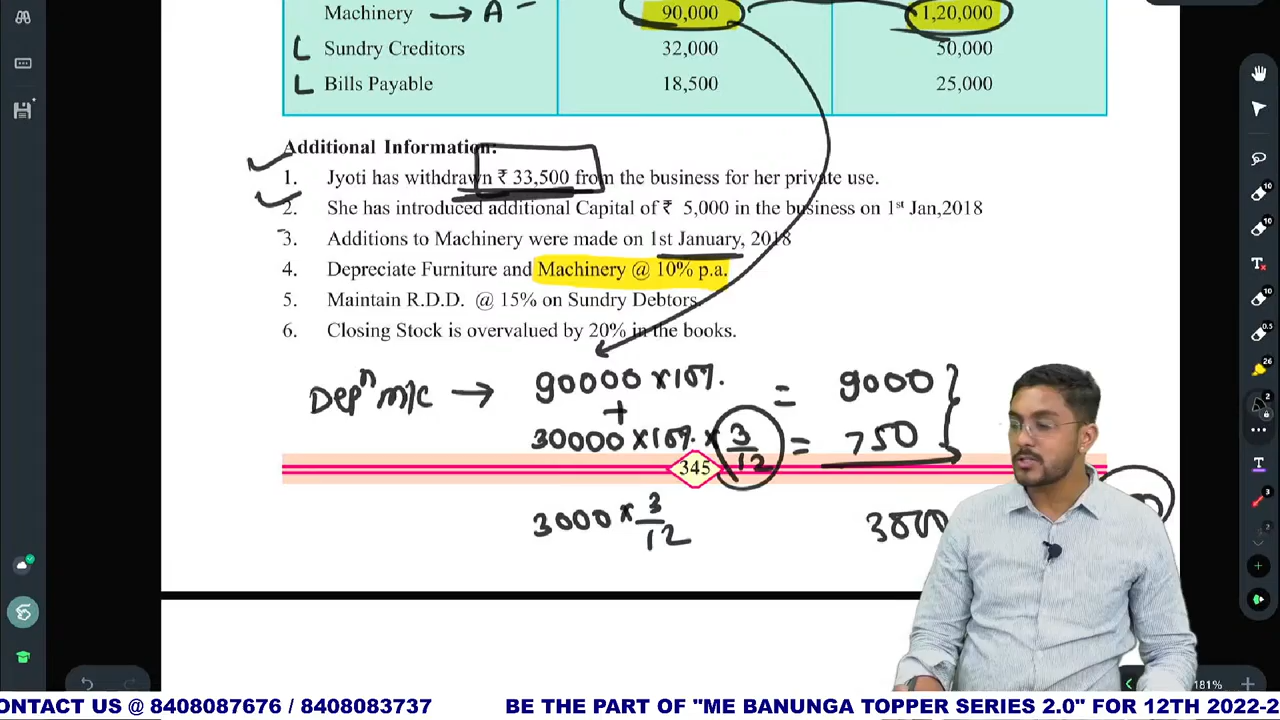 Machinery → A 90,000 1,20,000
Sundry Creditors 32,000 50,000
Bills Payable 18,500 25,000
Additional Information:
1. Jyoti has withdrawn ₹ 33,500 from the business for her private use.
2. She has introduced additional Capital of ₹ 5,000 in the business on 1st Jan,2018
3. Additions to Machinery were made on 1st January, 2018
4. Depreciate Furniture and Machinery @ 10% p.a.
5. Maintain R.D.D. @ 15% on Sundry Debtors.
6. Closing Stock is overvalued by 20% in the books.
Depⁿ M/C → 90000 × 10% = 9000
+
30000 × 10% × 3/12 = 750
345
3000 × 3/12
181%
ONTACT US @ 8408087676 / 8408083737 BE THE PART OF "ME BANUNGA TOPPER SERIES 2.0" FOR 12TH 2022-2